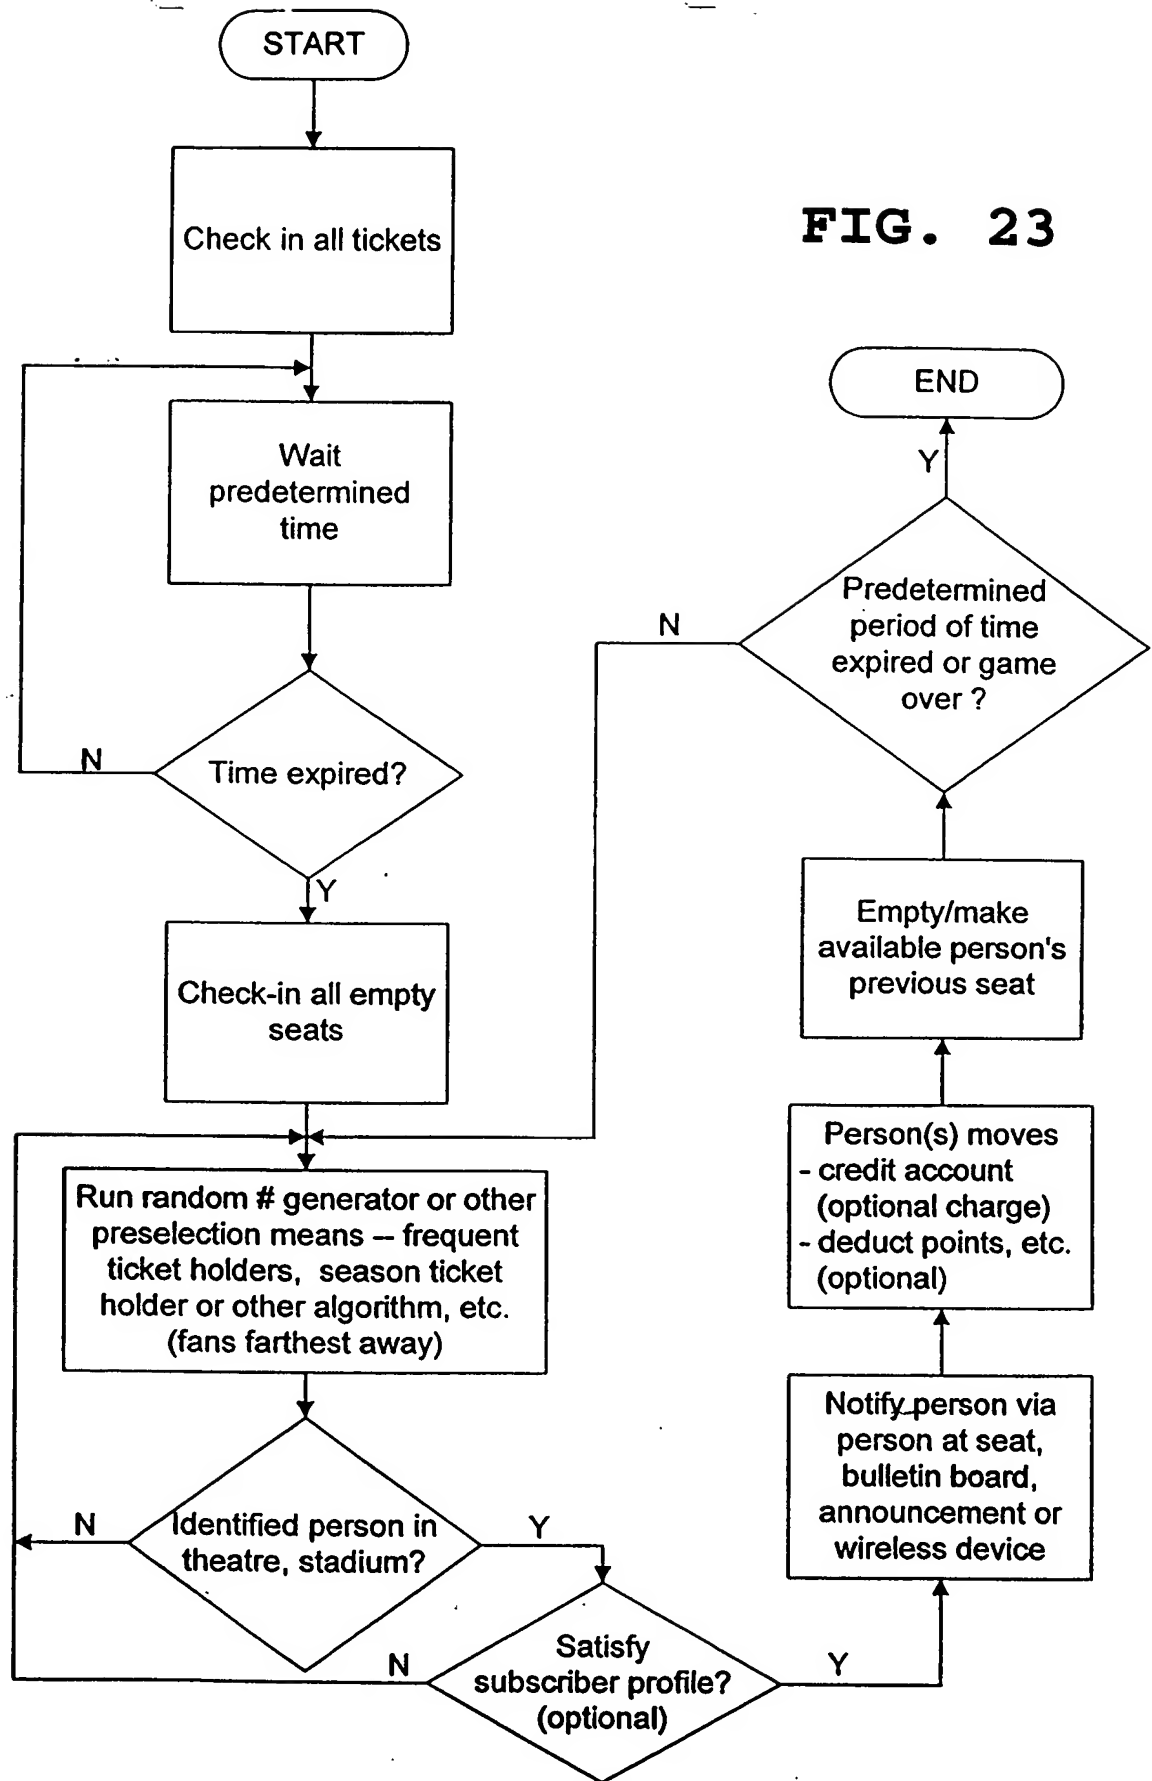 START
Check in all tickets
FIG. 23
Wait
predetermined
time
Time expired?
N
Y
Check-in all empty
seats
Run random # generator or other
preselection means -- frequent
ticket holders, season ticket
holder or other algorithm, etc.
(fans farthest away)
Identified person in
theatre, stadium?
N
Y
Satisfy
subscriber profile?
(optional)
N
Y
Notify person via
person at seat,
bulletin board,
announcement or
wireless device
Person(s) moves
- credit account
(optional charge)
- deduct points, etc.
(optional)
Empty/make
available person's
previous seat
Predetermined
period of time
expired or game
over ?
N
Y
END